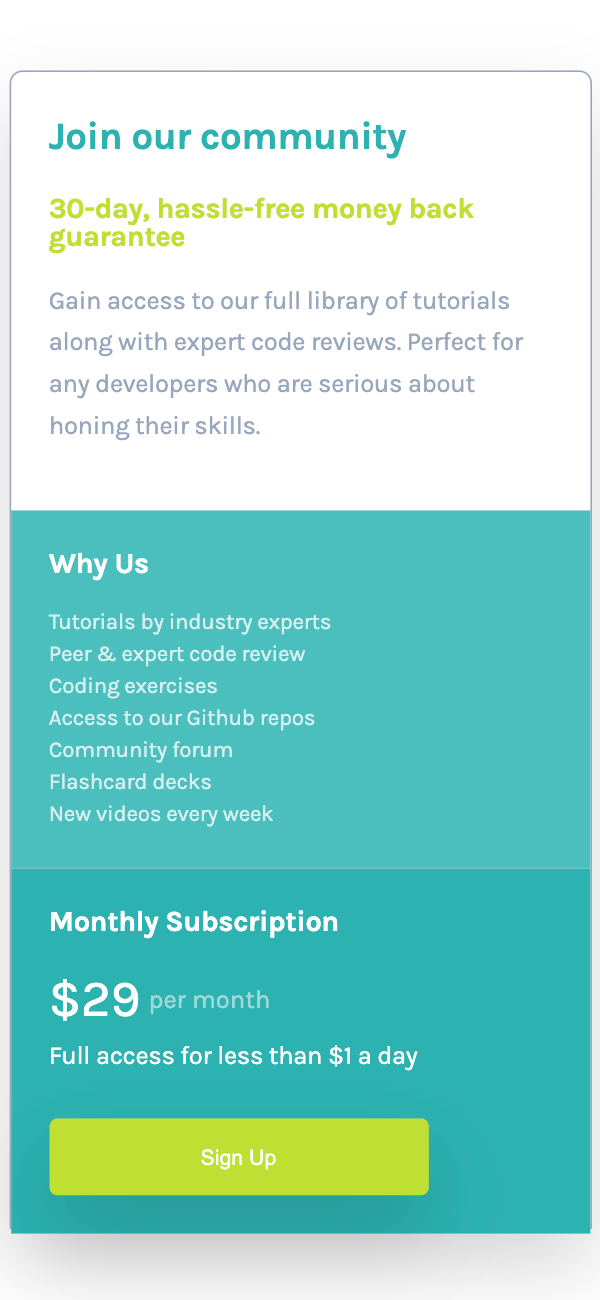 Join our community
30-day, hassle-free money back
guarantee
Gain access to our full library of tutorials
along with expert code reviews. Perfect for
any developers who are serious about
honing their skills.
Why Us
Tutorials by industry experts
Peer & expert code review
Coding exercises
Access to our Github repos
Community forum
Flashcard decks
New videos every week
Monthly Subscription
$29 per month
Full access for less than $1 a day
Sign Up